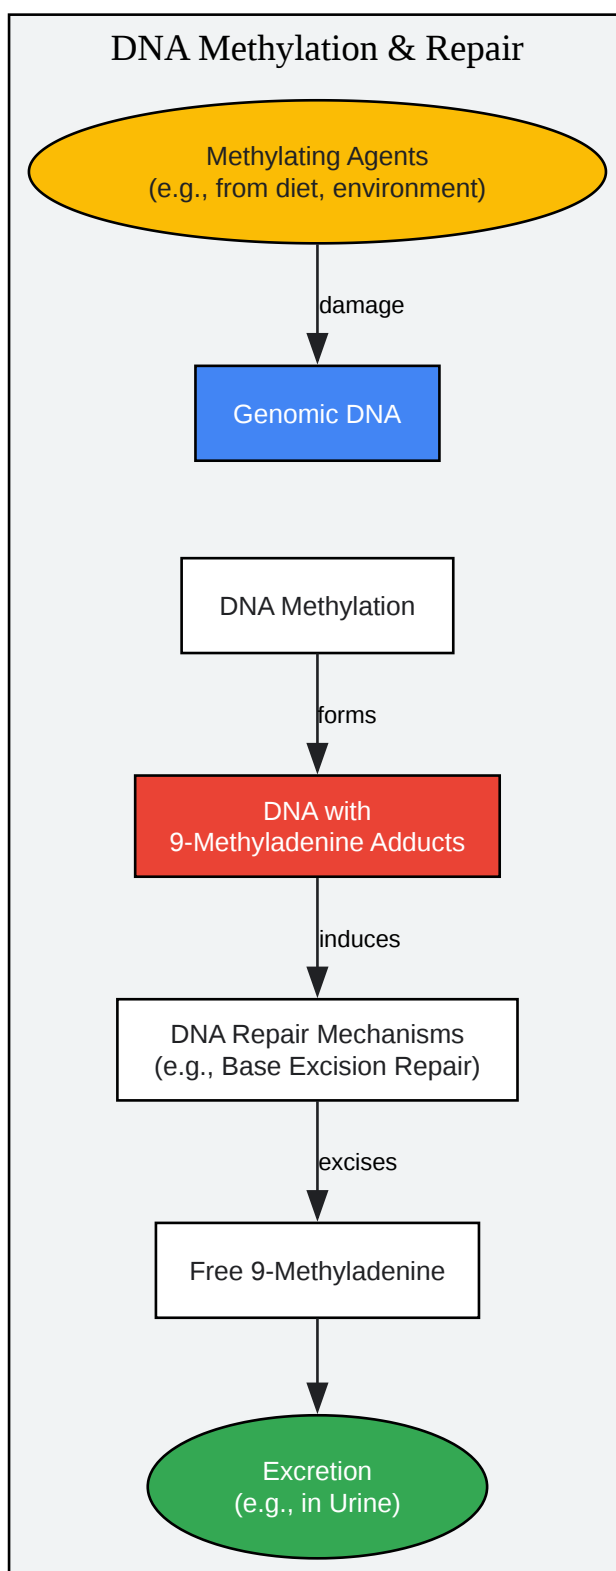 DNA Methylation & Repair
Methylating Agents
(e.g., from diet, environment)
damage
Genomic DNA
DNA Methylation
forms
DNA with
9-Methyladenine Adducts
induces
DNA Repair Mechanisms
(e.g., Base Excision Repair)
excises
Free 9-Methyladenine
Excretion
(e.g., in Urine)